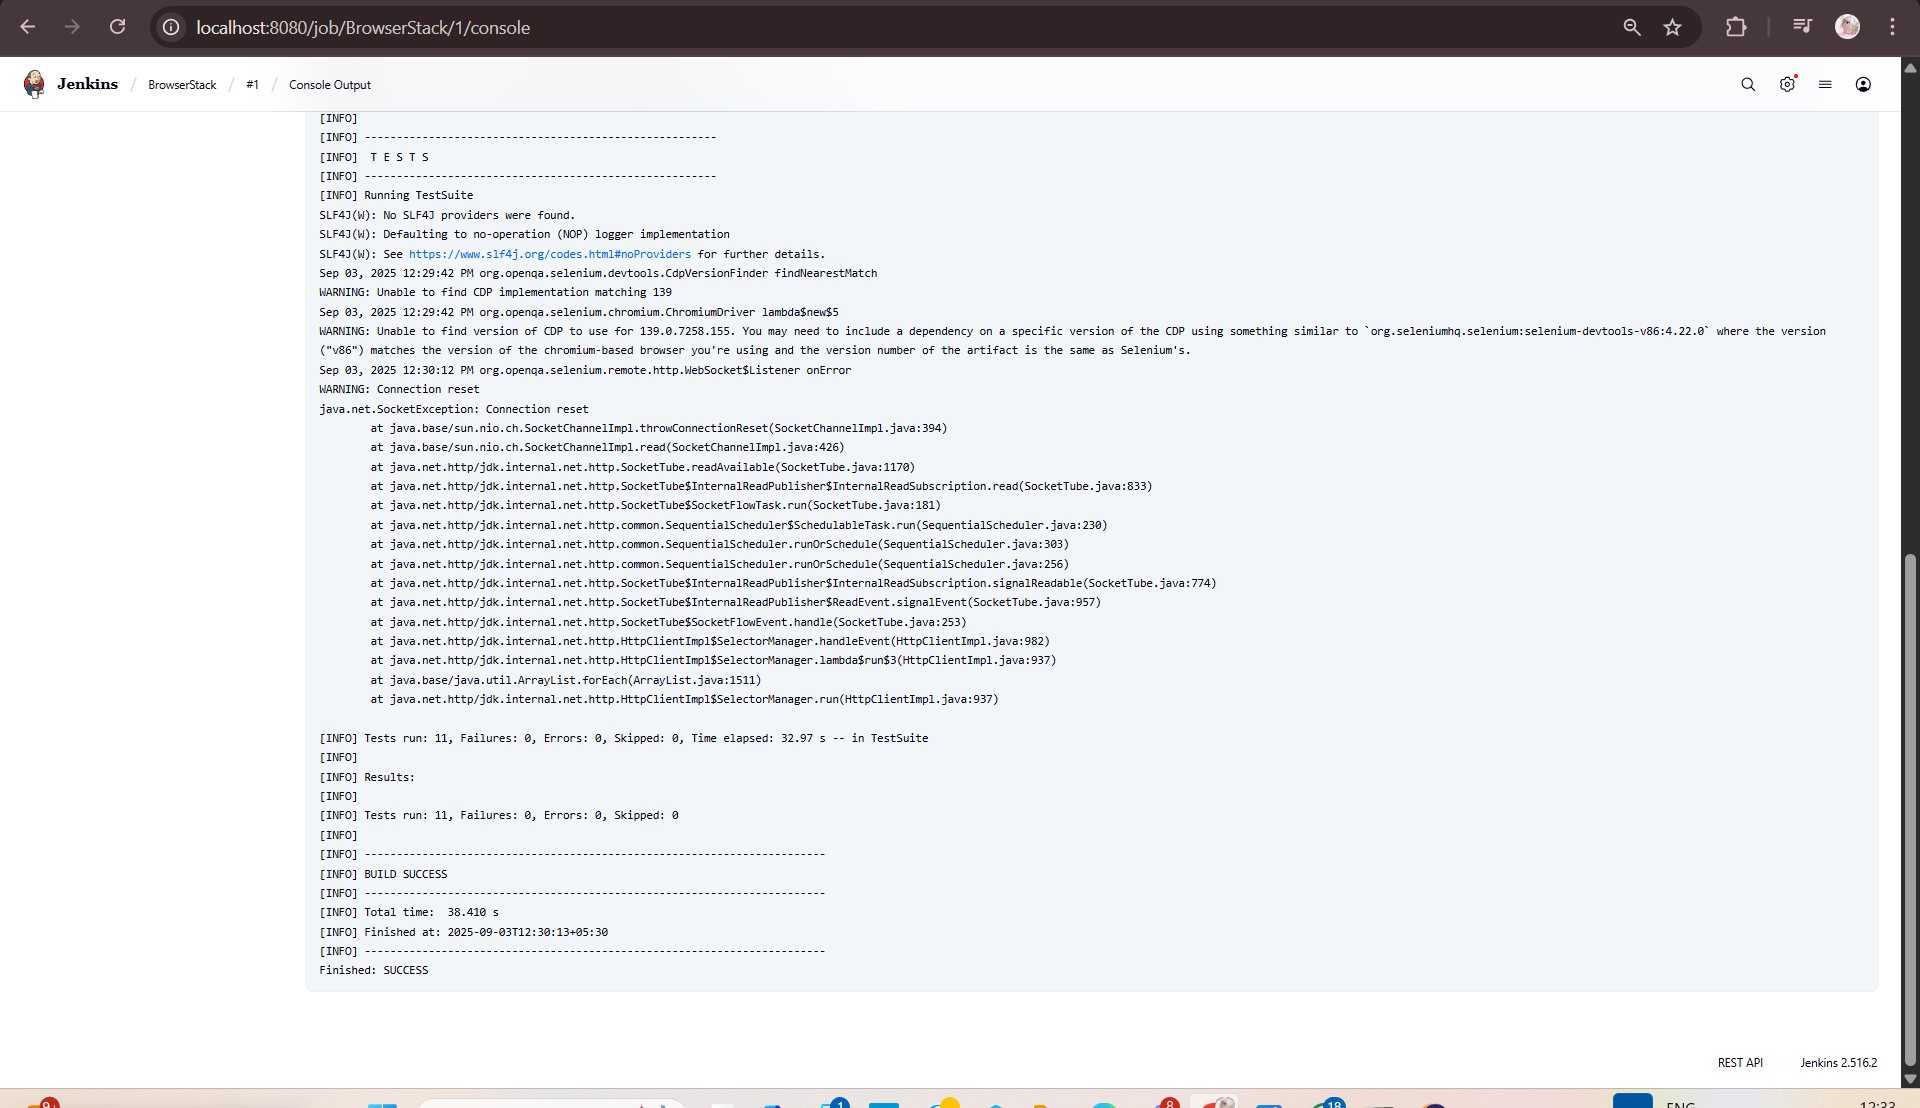 localhost:8080/job/BrowserStack/1/console
Jenkins / BrowserStack / #1 / Console Output
[INFO]
[INFO] -------------------------------------------------------
[INFO]  T E S T S
[INFO] -------------------------------------------------------
[INFO] Running TestSuite
SLF4J(W): No SLF4J providers were found.
SLF4J(W): Defaulting to no-operation (NOP) logger implementation
SLF4J(W): See https://www.slf4j.org/codes.html#noProviders for further details.
Sep 03, 2025 12:29:42 PM org.openqa.selenium.devtools.CdpVersionFinder findNearestMatch
WARNING: Unable to find CDP implementation matching 139
Sep 03, 2025 12:29:42 PM org.openqa.selenium.chromium.ChromiumDriver lambda$new$5
WARNING: Unable to find version of CDP to use for 139.0.7258.155. You may need to include a dependency on a specific version of the CDP using something similar to `org.seleniumhq.selenium:selenium-devtools-v86:4.22.0` where the version
("v86") matches the version of the chromium-based browser you're using and the version number of the artifact is the same as Selenium's.
Sep 03, 2025 12:30:12 PM org.openqa.selenium.remote.http.WebSocket$Listener onError
WARNING: Connection reset
java.net.SocketException: Connection reset
at java.base/sun.nio.ch.SocketChannelImpl.throwConnectionReset(SocketChannelImpl.java:394)
at java.base/sun.nio.ch.SocketChannelImpl.read(SocketChannelImpl.java:426)
at java.net.http/jdk.internal.net.http.SocketTube.readAvailable(SocketTube.java:1170)
at java.net.http/jdk.internal.net.http.SocketTube$InternalReadPublisher$InternalReadSubscription.read(SocketTube.java:833)
at java.net.http/jdk.internal.net.http.SocketTube$SocketFlowTask.run(SocketTube.java:181)
at java.net.http/jdk.internal.net.http.common.SequentialScheduler$SchedulableTask.run(SequentialScheduler.java:230)
at java.net.http/jdk.internal.net.http.common.SequentialScheduler.runOrSchedule(SequentialScheduler.java:303)
at java.net.http/jdk.internal.net.http.common.SequentialScheduler.runOrSchedule(SequentialScheduler.java:256)
at java.net.http/jdk.internal.net.http.SocketTube$InternalReadPublisher$InternalReadSubscription.signalReadable(SocketTube.java:774)
at java.net.http/jdk.internal.net.http.SocketTube$InternalReadPublisher$ReadEvent.signalEvent(SocketTube.java:957)
at java.net.http/jdk.internal.net.http.SocketTube$SocketFlowEvent.handle(SocketTube.java:253)
at java.net.http/jdk.internal.net.http.HttpClientImpl$SelectorManager.handleEvent(HttpClientImpl.java:982)
at java.net.http/jdk.internal.net.http.HttpClientImpl$SelectorManager.lambda$run$3(HttpClientImpl.java:937)
at java.base/java.util.ArrayList.forEach(ArrayList.java:1511)
at java.net.http/jdk.internal.net.http.HttpClientImpl$SelectorManager.run(HttpClientImpl.java:937)
[INFO] Tests run: 11, Failures: 0, Errors: 0, Skipped: 0, Time elapsed: 32.97 s -- in TestSuite
[INFO]
[INFO] Results:
[INFO]
[INFO] Tests run: 11, Failures: 0, Errors: 0, Skipped: 0
[INFO]
[INFO] ------------------------------------------------------------------------
[INFO] BUILD SUCCESS
[INFO] ------------------------------------------------------------------------
[INFO] Total time:  38.410 s
[INFO] Finished at: 2025-09-03T12:30:13+05:30
[INFO] ------------------------------------------------------------------------
Finished: SUCCESS
REST API Jenkins 2.516.2
1 8 18 ENG 12:33